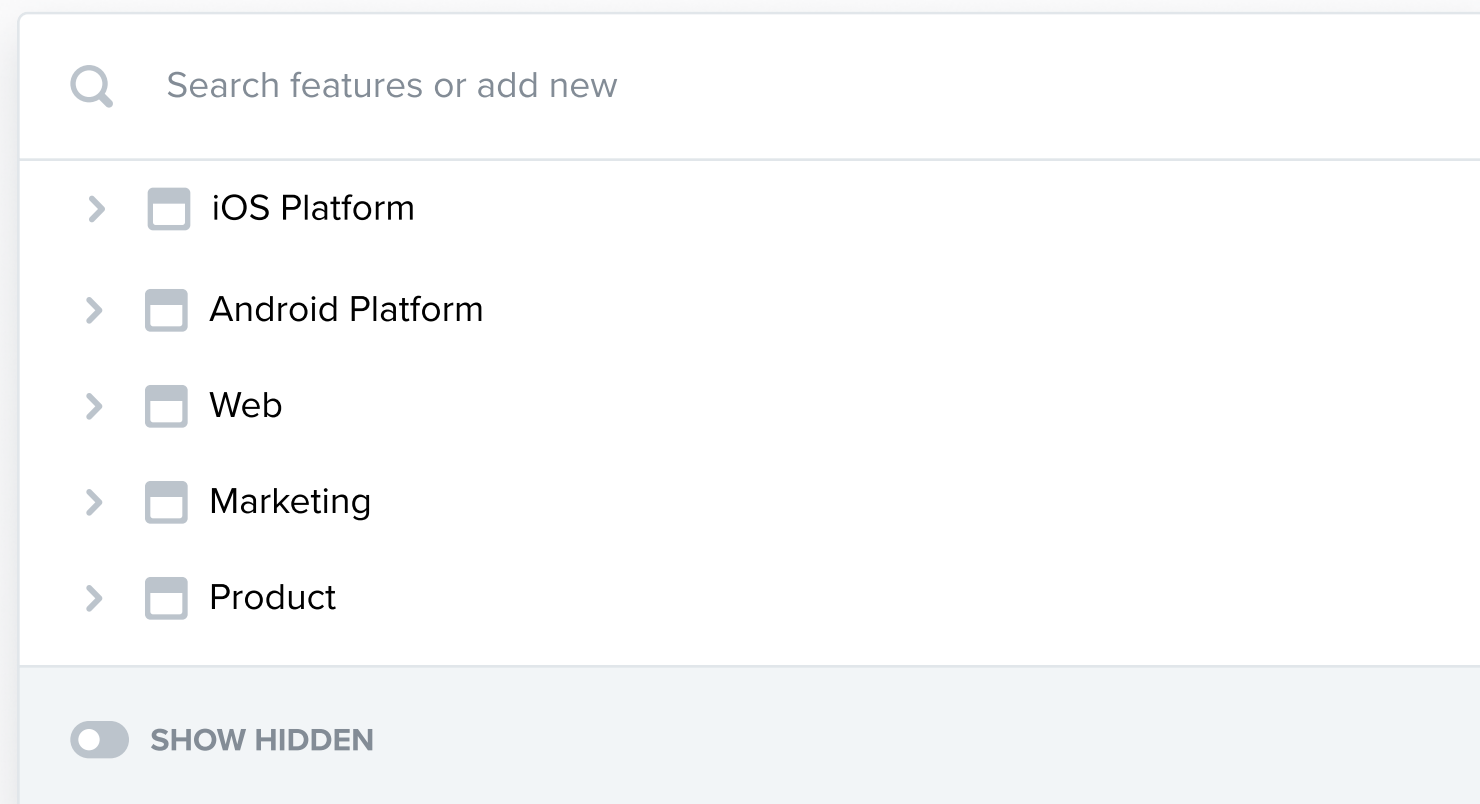 Search features or add new
iOS Platform
Android Platform
Web
Marketing
Product
SHOW HIDDEN